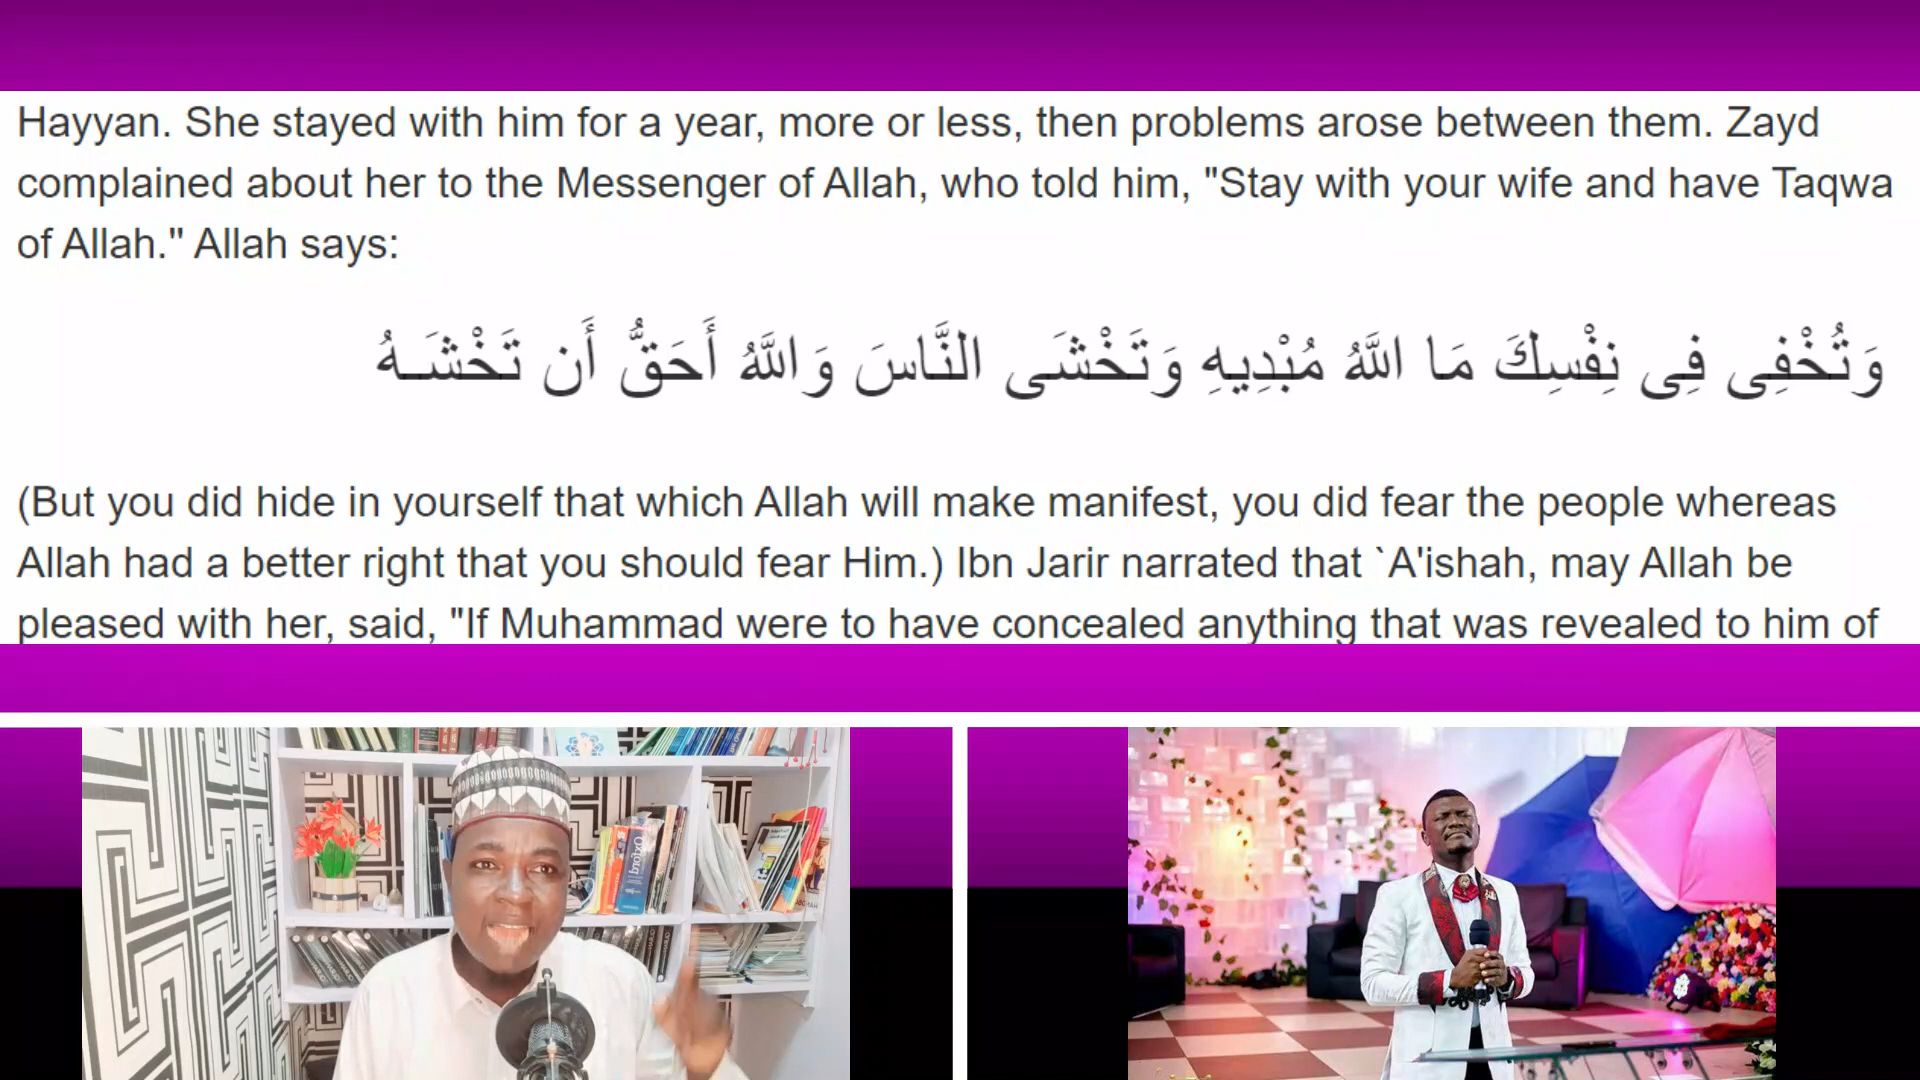 Hayyan. She stayed with him for a year, more or less, then problems arose between them. Zayd
complained about her to the Messenger of Allah, who told him, "Stay with your wife and have Taqwa
of Allah." Allah says:
وَتُخْفِى فِى نِفْسِكَ مَا اللَّهُ مُبْدِيهِ وَتَخْشَى النَّاسَ وَاللَّهُ أَحَقُّ أَن تَخْشَـهُ
(But you did hide in yourself that which Allah will make manifest, you did fear the people whereas
Allah had a better right that you should fear Him.) Ibn Jarir narrated that `A'ishah, may Allah be
pleased with her, said, "If Muhammad were to have concealed anything that was revealed to him of
Oxford